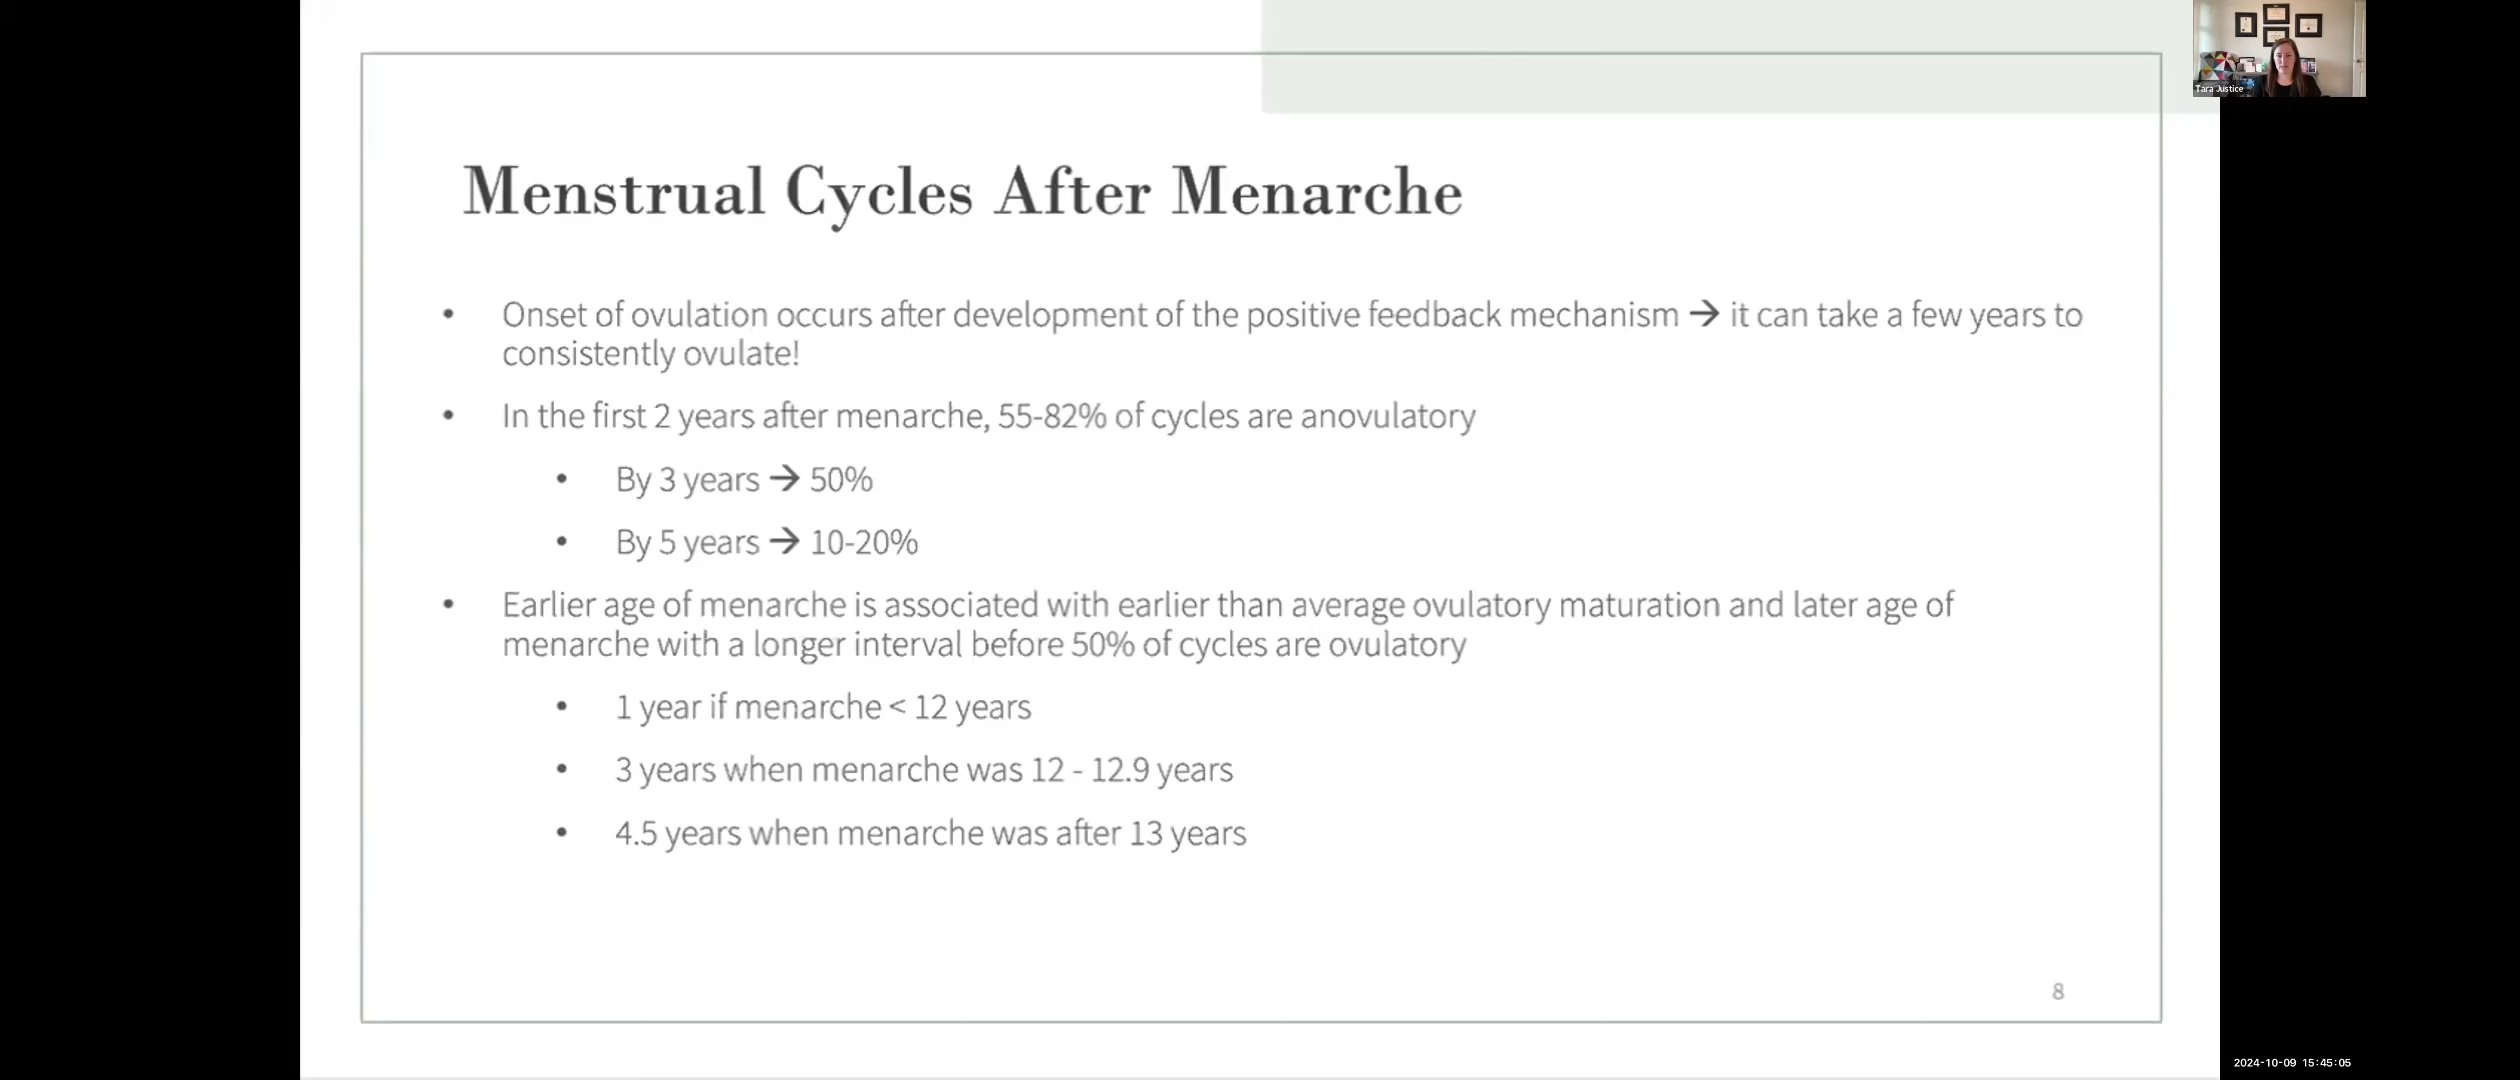 Tara Justice
Menstrual Cycles After Menarche
• Onset of ovulation occurs after development of the positive feedback mechanism → it can take a few years to
consistently ovulate!
• In the first 2 years after menarche, 55-82% of cycles are anovulatory
• By 3 years → 50%
• By 5 years → 10-20%
• Earlier age of menarche is associated with earlier than average ovulatory maturation and later age of
menarche with a longer interval before 50% of cycles are ovulatory
• 1 year if menarche < 12 years
• 3 years when menarche was 12 - 12.9 years
• 4.5 years when menarche was after 13 years
8
2024-10-09 15:45:05